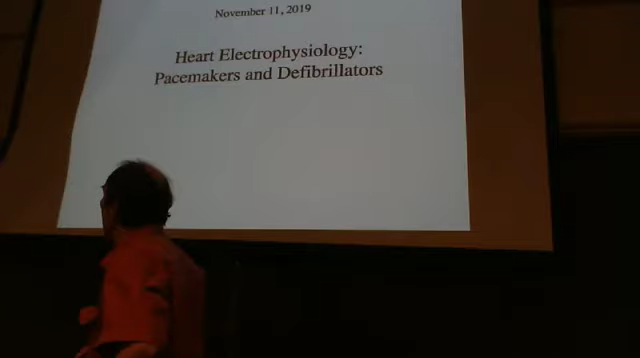 November 11, 2019
Heart Electrophysiology:
Pacemakers and Defibrillators